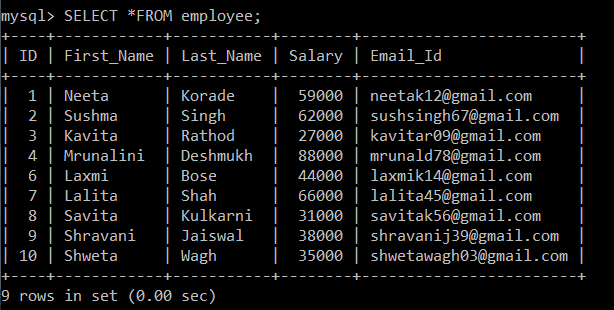 mysql> SELECT *FROM employee;
+----+------------+-----------+--------+------------------------+
| ID | First_Name | Last_Name | Salary | Email_Id               |
+----+------------+-----------+--------+------------------------+
|  1 | Neeta      | Korade    |  59000 | neetak12@gmail.com     |
|  2 | Sushma     | Singh     |  62000 | sushsingh67@gmail.com  |
|  3 | Kavita     | Rathod    |  27000 | kavitar09@gmail.com    |
|  4 | Mrunalini  | Deshmukh  |  88000 | mrunald78@gmail.com    |
|  6 | Laxmi      | Bose      |  44000 | laxmik14@gmail.com     |
|  7 | Lalita     | Shah      |  66000 | lalita45@gmail.com     |
|  8 | Savita     | Kulkarni  |  31000 | savitak56@gmail.com    |
|  9 | Shravani   | Jaiswal   |  38000 | shravanij39@gmail.com  |
| 10 | Shweta     | Wagh      |  35000 | shwetawagh03@gmail.com |
+----+------------+-----------+--------+------------------------+
9 rows in set (0.00 sec)